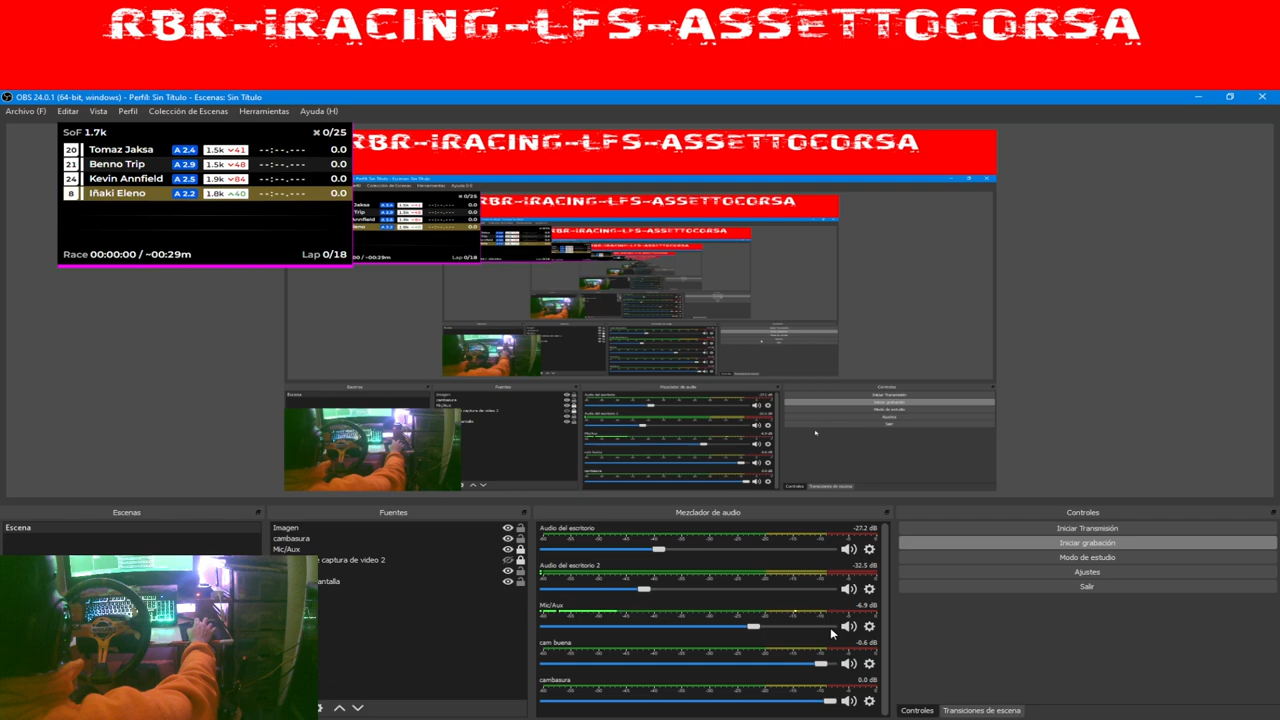 RBR-iRACING-LFS-ASSETTOCORSA
OBS 24.0.1 (64-bit, windows) - Perfil: Sin Título - Escenas: Sin Título
Archivo (F) Editar Vista Perfil Colección de Escenas Herramientas Ayuda (H)
SoF 1.7k 0/25
20 Tomaz Jaksa A 2.4 1.5k 41 --:--.--- 0.0
21 Benno Trip A 2.9 1.5k 48 --:--.--- 0.0
24 Kevin Annfield A 2.5 1.9k 84 --:--.--- 0.0
8 Iñaki Eleno A 2.2 1.8k 40 --:--.--- 0.0
Race 00:00:00 / ~00:29m Lap 0/18
RBR-iRACING-LFS-ASSETTOCORSA
RBR-iRACING-LFS-ASSETTOCORSA
Escenas Fuentes Mezclador de audio Controles
Escena
Imagen
cambasura
Mic/Aux
captura de video 2
ntalla
Audio del escritorio -27.2 dB
Audio del escritorio 2 -32.5 dB
Mic/Aux -6.9 dB
cam buena -0.6 dB
cambasura 0.0 dB
Iniciar Transmisión
Iniciar grabación
Modo de estudio
Ajustes
Salir
Controles Transiciones de escena